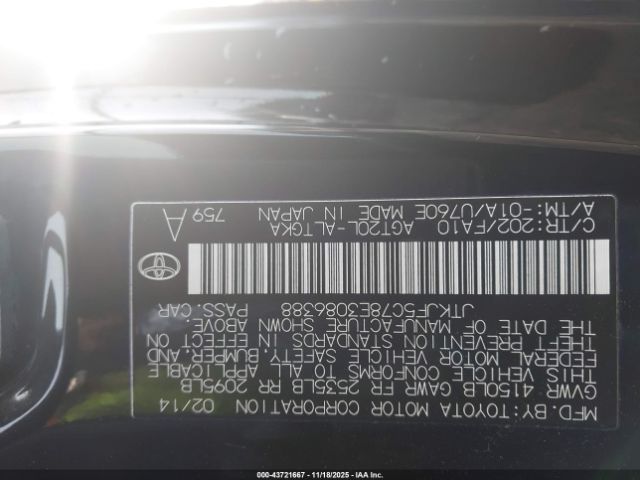 MFD. BY: TOYOTA MOTOR CORPORATION 02/14
GVWR 4150LB GAWR FR 2535LB RR 2095LB
THIS VEHICLE CONFORMS TO ALL APPLICABLE
FEDERAL MOTOR VEHICLE SAFETY, BUMPER, AND
THEFT PREVENTION STANDARDS IN EFFECT ON
THE DATE OF MANUFACTURE SHOWN ABOVE.
JTKJF5C78E3086388 PASS. CAR
C/TR: 202/FA10 AGT20L-ALTGKA 759
A/TM: -01A/U760E MADE IN JAPAN A
000-43721667 - 11/18/2025 - © IAA Inc.